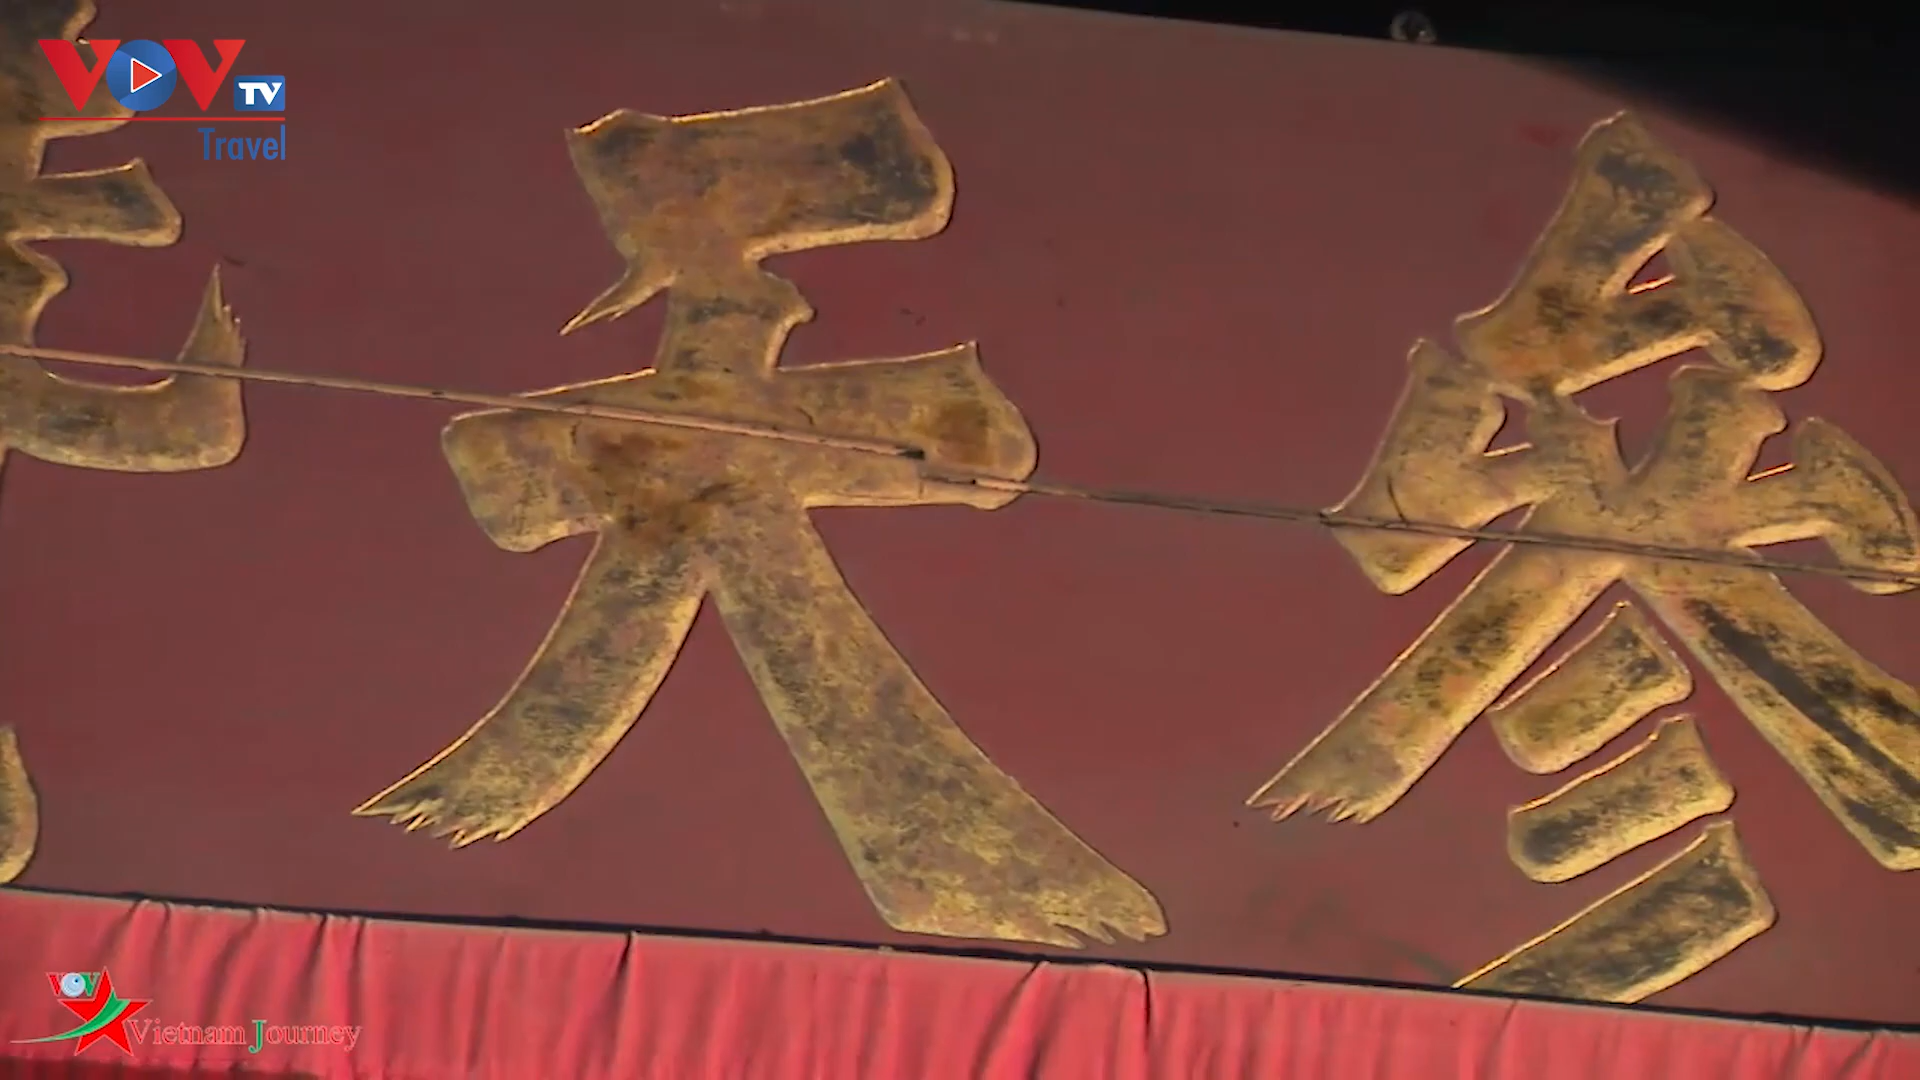 VOV TV
Travel
天參
VOV
Vietnam Journey